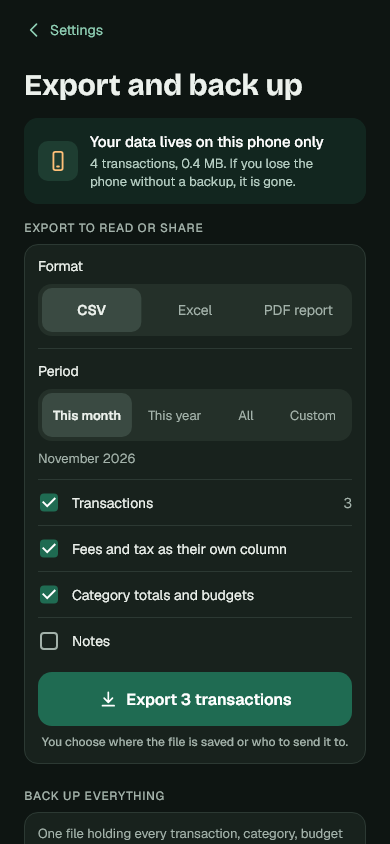 Settings
Export and back up
Your data lives on this phone only
4 transactions, 0.4 MB. If you lose the
phone without a backup, it is gone.
EXPORT TO READ OR SHARE
Format
CSV Excel PDF report
Period
This month This year All Custom
November 2026
Transactions 3
Fees and tax as their own column
Category totals and budgets
Notes
Export 3 transactions
You choose where the file is saved or who to send it to.
BACK UP EVERYTHING
One file holding every transaction, category, budget